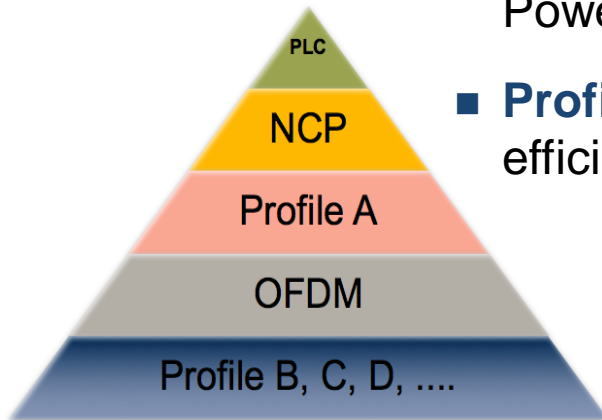 PLC
NCP
Profile A
OFDM
Profile B, C, D, ....